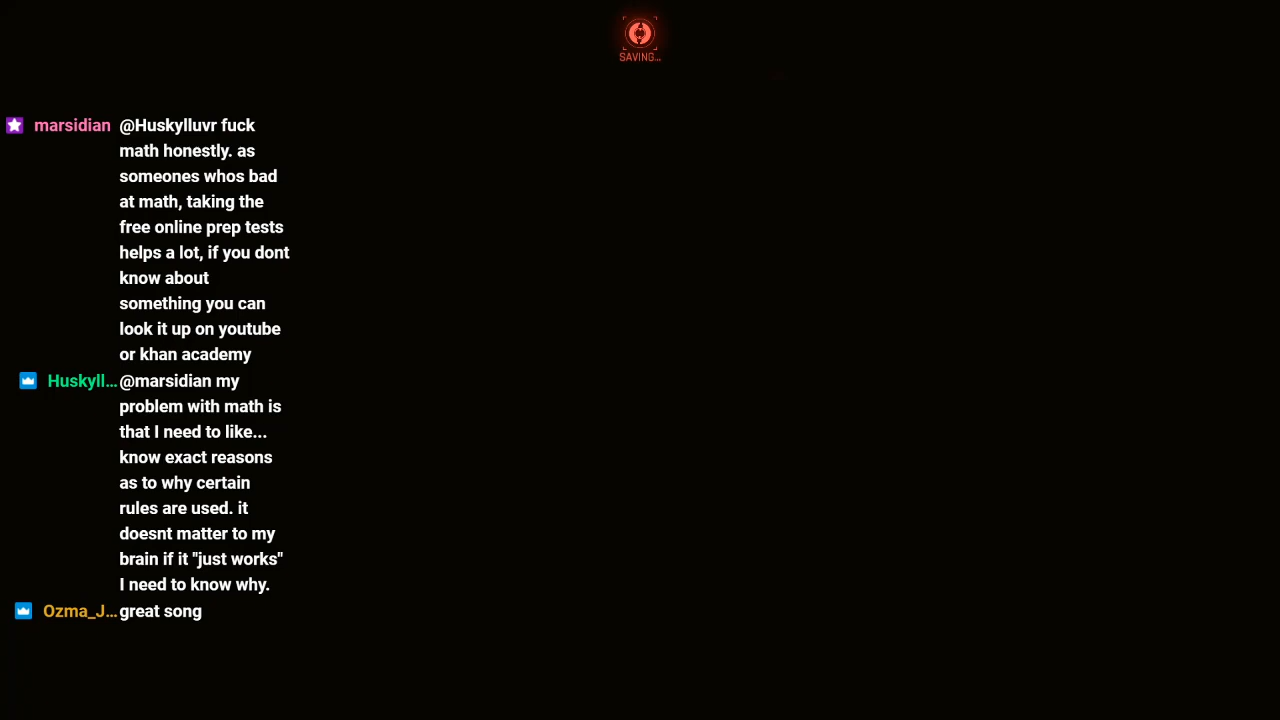 SAVING...
marsidian @Huskylluvr fuck
math honestly. as
someones whos bad
at math, taking the
free online prep tests
helps a lot, if you dont
know about
something you can
look it up on youtube
or khan academy
Huskyll... @marsidian my
problem with math is
that I need to like...
know exact reasons
as to why certain
rules are used. it
doesnt matter to my
brain if it "just works"
I need to know why.
Ozma_J... great song